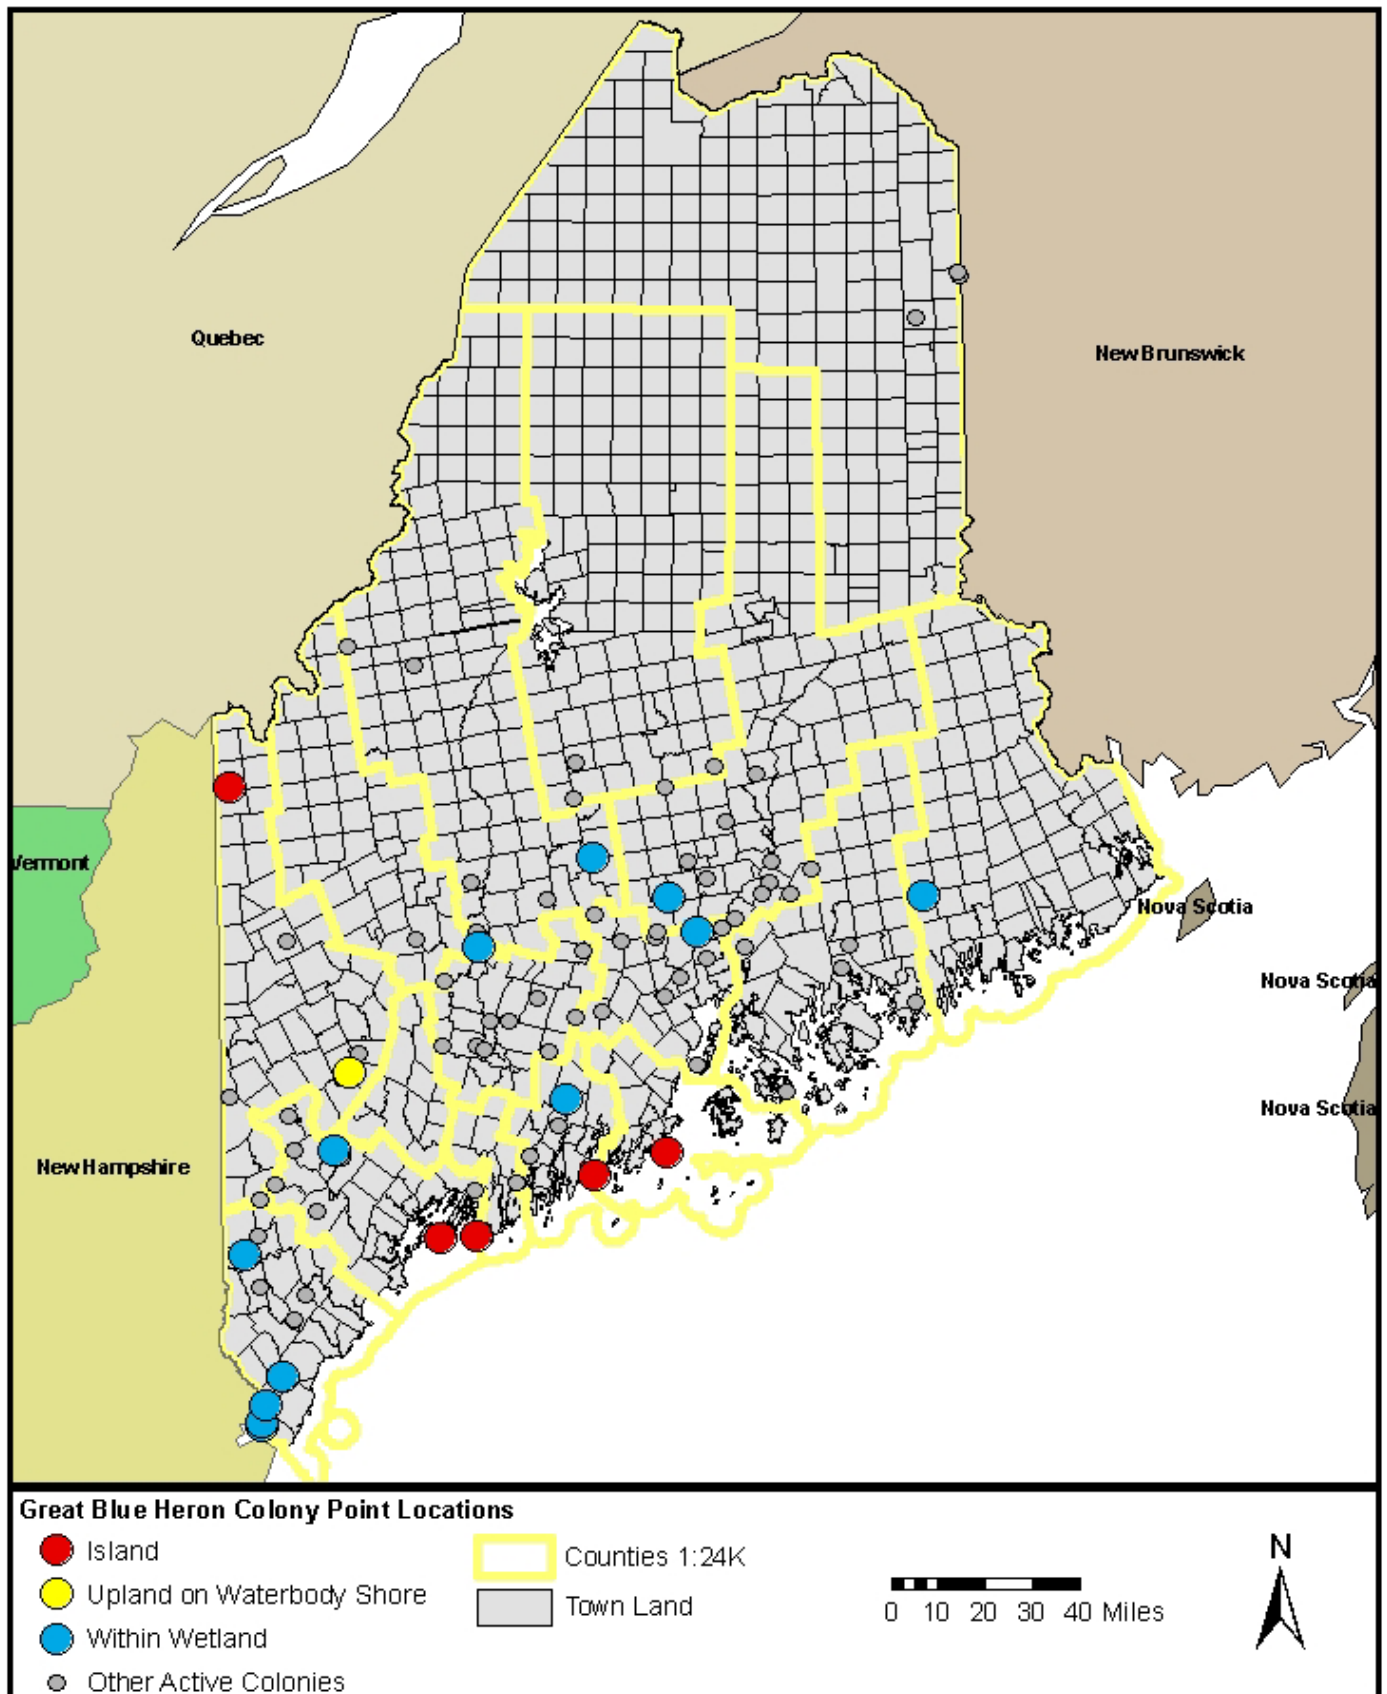 Quebec
New Brunswick
Vermont
Nova Scotia
Nova Scotia
Nova Scotia
New Hampshire
Great Blue Heron Colony Point Locations
Island
Upland on Waterbody Shore
Within Wetland
Other Active Colonies
Counties 1:24K
Town Land
0 10 20 30 40 Miles
N